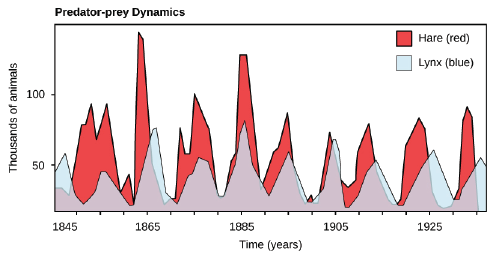 Predator-prey Dynamics
Hare (red)
Lynx (blue)
Thousands of animals
100
50
1845
1865
1885
1905
1925
Time (years)